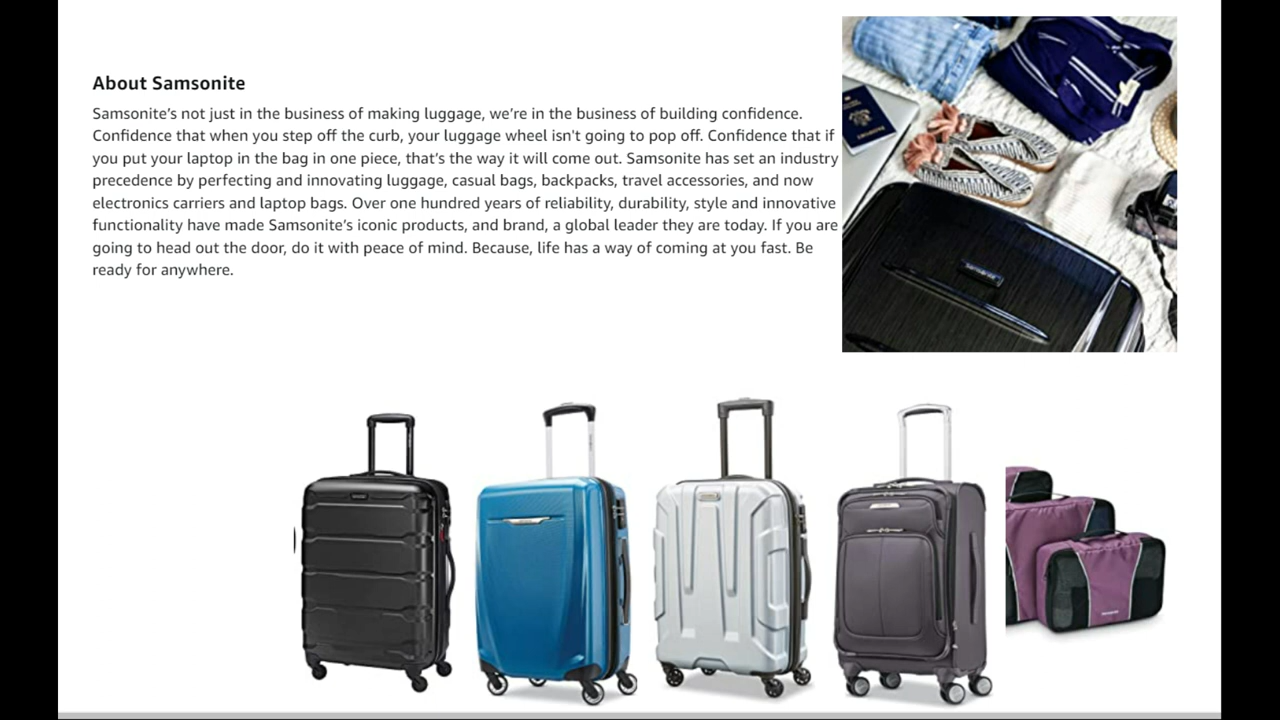 About Samsonite
Samsonite’s not just in the business of making luggage, we’re in the business of building confidence.
Confidence that when you step off the curb, your luggage wheel isn't going to pop off. Confidence that if
you put your laptop in the bag in one piece, that’s the way it will come out. Samsonite has set an industry
precedence by perfecting and innovating luggage, casual bags, backpacks, travel accessories, and now
electronics carriers and laptop bags. Over one hundred years of reliability, durability, style and innovative
functionality have made Samsonite’s iconic products, and brand, a global leader they are today. If you are
going to head out the door, do it with peace of mind. Because, life has a way of coming at you fast. Be
ready for anywhere.
PASSPORT
Samsonite